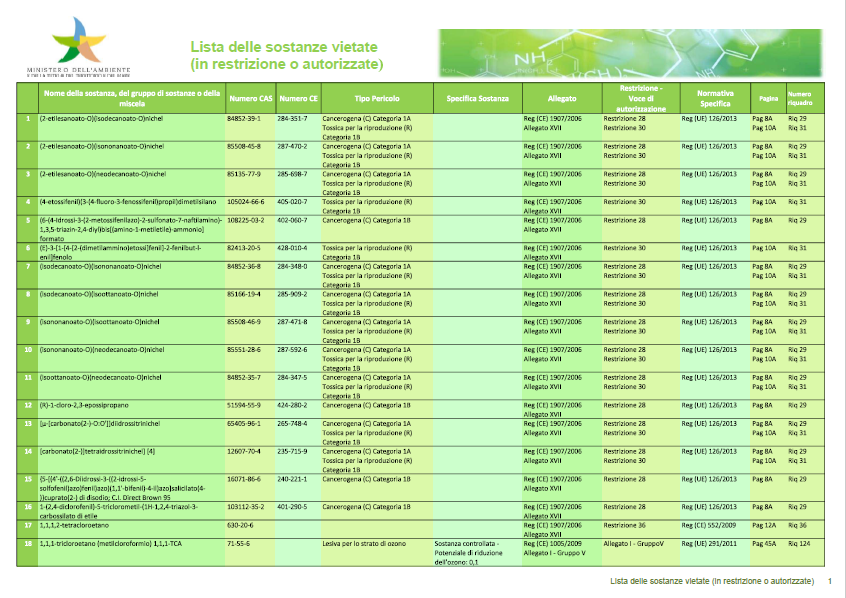 MINISTERO DELL'AMBIENTE
E DELLA TUTELA DEL TERRITORIO E DEL MARE
Lista delle sostanze vietate
(in restrizione o autorizzate)
NH
Nome della sostanza, del gruppo di sostanze o della miscela | Numero CAS | Numero CE | Tipo Pericolo | Specifica Sostanza | Allegato | Restrizione - Voce di autorizzazione | Normativa Specifica | Pagina | Numero riquadro
1 (2-etilesanoato-O)(isodecanoato-O)nichel 84852-39-1 284-351-7 Cancerogena (C) Categoria 1A Reg (CE) 1907/2006 Restrizione 28 Reg (UE) 126/2013 Pag 8A Riq 29
Tossica per la riproduzione (R) Allegato XVII Restrizione 30 Pag 10A Riq 31
Categoria 1B
2 (2-etilesanoato-O)(isononanoato-O)nichel 85508-45-8 287-470-2 Cancerogena (C) Categoria 1A Reg (CE) 1907/2006 Restrizione 28 Reg (UE) 126/2013 Pag 8A Riq 29
Tossica per la riproduzione (R) Allegato XVII Restrizione 30 Pag 10A Riq 31
Categoria 1B
3 (2-etilesanoato-O)(neodecanoato-O)nichel 85135-77-9 285-698-7 Cancerogena (C) Categoria 1A Reg (CE) 1907/2006 Restrizione 28 Reg (UE) 126/2013 Pag 8A Riq 29
Tossica per la riproduzione (R) Allegato XVII Restrizione 30 Pag 10A Riq 31
Categoria 1B
4 (4-etossifenil)(3-(4-fluoro-3-fenossifenil)propil)dimetilsilano 105024-66-6 405-020-7 Tossica per la riproduzione (R) Reg (CE) 1907/2006 Restrizione 30 Reg (UE) 126/2013 Pag 10A Riq 31
Categoria 1B Allegato XVII
5 (6-(4-Idrossi-3-(2-metossifenilazo)-2-sulfonato-7-naftilamino)- 108225-03-2 402-060-7 Cancerogena (C) Categoria 1B Reg (CE) 1907/2006 Restrizione 28 Reg (UE) 126/2013 Pag 8A Riq 29
1,3,5-triazin-2,4-diyl)bis[(amino-1-metiletile)-ammonio] Allegato XVII
formato
6 (E)-3-[1-[4-[2-(dimetilammino)etossi]fenil]-2-fenilbut-l- 82413-20-5 428-010-4 Tossica per la riproduzione (R) Reg (CE) 1907/2006 Restrizione 30 Reg (UE) 126/2013 Pag 10A Riq 31
enil]fenolo Categoria 1B Allegato XVII
7 (isodecanoato-O)(isononanoato-O)nichel 84852-36-8 284-348-0 Cancerogena (C) Categoria 1A Reg (CE) 1907/2006 Restrizione 28 Reg (UE) 126/2013 Pag 8A Riq 29
Tossica per la riproduzione (R) Allegato XVII Restrizione 30 Pag 10A Riq 31
Categoria 1B
8 (isodecanoato-O)(isoottanoato-O)nichel 85166-19-4 285-909-2 Cancerogena (C) Categoria 1A Reg (CE) 1907/2006 Restrizione 28 Reg (UE) 126/2013 Pag 8A Riq 29
Tossica per la riproduzione (R) Allegato XVII Restrizione 30 Pag 10A Riq 31
Categoria 1B
9 (isononanoato-O)(isoottanoato-O)nichel 85508-46-9 287-471-8 Cancerogena (C) Categoria 1A Reg (CE) 1907/2006 Restrizione 28 Reg (UE) 126/2013 Pag 8A Riq 29
Tossica per la riproduzione (R) Allegato XVII Restrizione 30 Pag 10A Riq 31
Categoria 1B
10 (isononanoato-O)(neodecanoato-O)nichel 85551-28-6 287-592-6 Cancerogena (C) Categoria 1A Reg (CE) 1907/2006 Restrizione 28 Reg (UE) 126/2013 Pag 8A Riq 29
Tossica per la riproduzione (R) Allegato XVII Restrizione 30 Pag 10A Riq 31
Categoria 1B
11 (isoottanoato-O)(neodecanoato-O)nichel 84852-35-7 284-347-5 Cancerogena (C) Categoria 1A Reg (CE) 1907/2006 Restrizione 28 Reg (UE) 126/2013 Pag 8A Riq 29
Tossica per la riproduzione (R) Allegato XVII Restrizione 30 Pag 10A Riq 31
Categoria 1B
12 (R)-1-cloro-2,3-epossipropano 51594-55-9 424-280-2 Cancerogena (C) Categoria 1B Reg (CE) 1907/2006 Restrizione 28 Reg (UE) 126/2013 Pag 8A Riq 29
Allegato XVII
13 [µ-(carbonato(2-)-O:O')]diidrossitrinichel 65405-96-1 265-748-4 Cancerogena (C) Categoria 1A Reg (CE) 1907/2006 Restrizione 28 Reg (UE) 126/2013 Pag 8A Riq 29
Tossica per la riproduzione (R) Allegato XVII Restrizione 30 Pag 10A Riq 31
Categoria 1B
14 [carbonato(2-)]tetraidrossitrinichel] [4] 12607-70-4 235-715-9 Cancerogena (C) Categoria 1A Reg (CE) 1907/2006 Restrizione 28 Reg (UE) 126/2013 Pag 8A Riq 29
Tossica per la riproduzione (R) Allegato XVII Restrizione 30 Pag 10A Riq 31
Categoria 1B
15 {5-[(4'-((2,6-Diidrossi-3-((2-idrossi-5- 16071-86-6 240-221-1 Cancerogena (C) Categoria 1B Reg (CE) 1907/2006 Restrizione 28 Reg (UE) 126/2013 Pag 8A Riq 29
solfofenil)azo)fenil)azo)(1,1'-bifenil)-4-il)azo]salicilato(4- Allegato XVII
)}cuprato(2-) di disodio; C.I. Direct Brown 95
16 1-(2,4-diclorofenil)-5-triclorometil-(1H-1,2,4-triazol-3- 103112-35-2 401-290-5 Cancerogena (C) Categoria 1B Reg (CE) 1907/2006 Restrizione 28 Reg (UE) 126/2013 Pag 8A Riq 29
carbossilato di etile Allegato XVII
17 1,1,1,2-tetracloroetano 630-20-6 Reg (CE) 1907/2006 Restrizione 36 Reg (CE) 552/2009 Pag 12A Riq 36
Allegato XVII
18 1,1,1-tricloroetano (metilcloroformio) 1,1,1-TCA 71-55-6 Lesiva per lo strato di ozono Sostanza controllata - Reg (CE) 1005/2009 Allegato I - GruppoV Reg (UE) 291/2011 Pag 45A Riq 124
Potenziale di riduzione Allegato I - Gruppo V
dell'ozono: 0,1
Lista delle sostanze vietate (in restrizione o autorizzate) 1